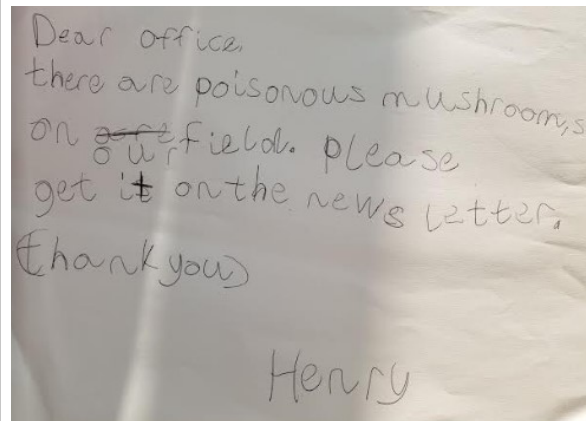 Dear office,
there are poisonous mushrooms
on our field. please
get it on the news letter.
(thank you)
Henry